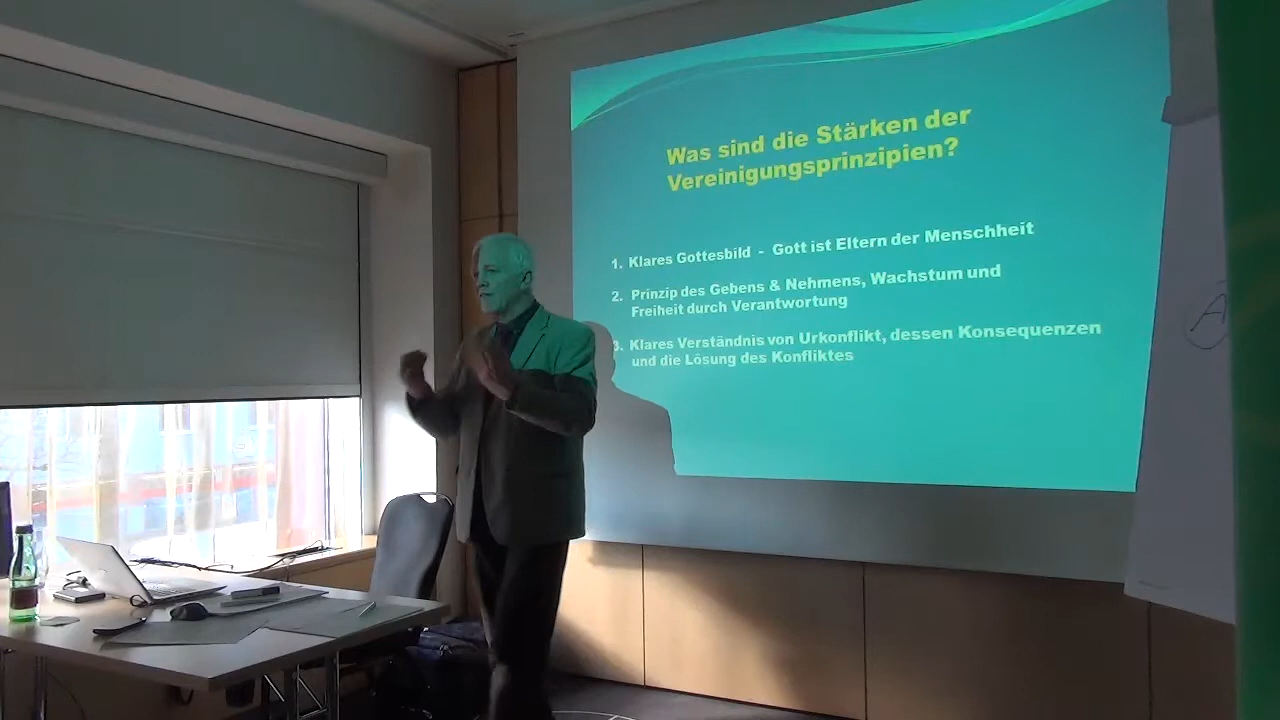 Was sind die Stärken der
Vereinigungsprinzipien?
1. Klares Gottesbild - Gott ist Eltern der Menschheit
2. Prinzip des Gebens & Nehmens, Wachstum und
Freiheit durch Verantwortung
3. Klares Verständnis von Urkonflikt, dessen Konsequenzen
und die Lösung des Konfliktes
A